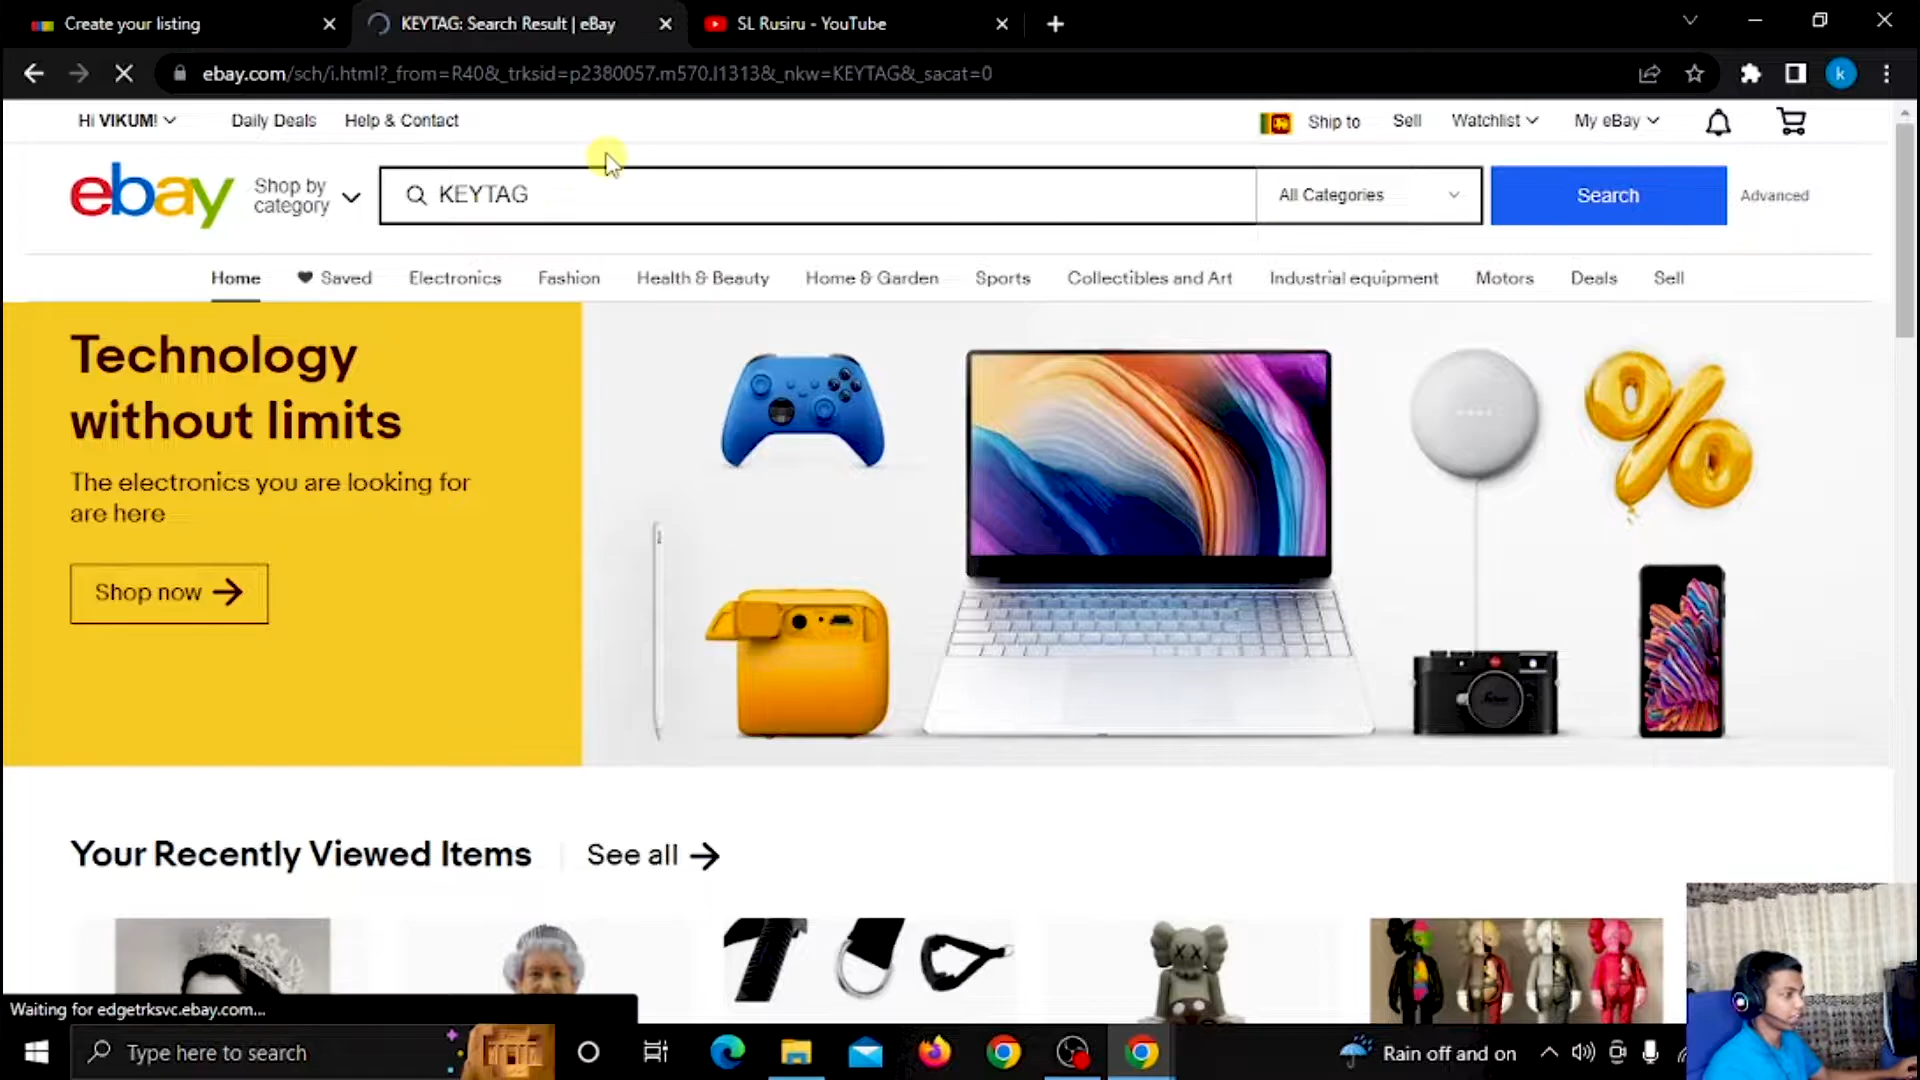 Create your listing
KEYTAG: Search Result | eBay
SL Rusiru - YouTube
ebay.com/sch/i.html?_from=R40&_trksid=p2380057.m570.l1313&_nkw=KEYTAG&_sacat=0
k
Hi VIKUM!
Daily Deals
Help & Contact
Ship to
Sell
Watchlist
My eBay
ebay
Shop by
category
KEYTAG
All Categories
Search
Advanced
Home
Saved
Electronics
Fashion
Health & Beauty
Home & Garden
Sports
Collectibles and Art
Industrial equipment
Motors
Deals
Sell
Technology
without limits
The electronics you are looking for
are here
Shop now
Your Recently Viewed Items
See all
Waiting for edgetrksvc.ebay.com...
Type here to search
Rain off and on